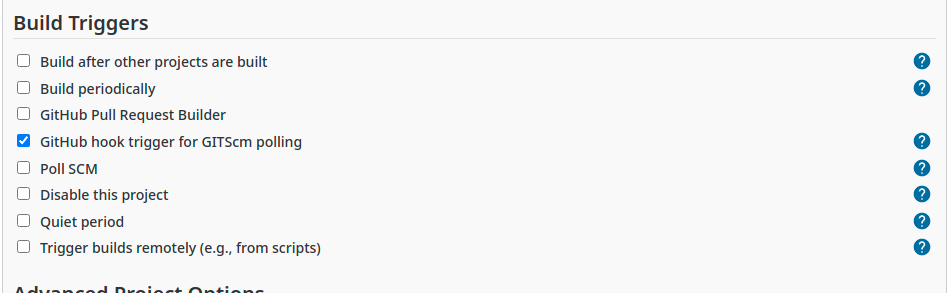 Build Triggers
Build after other projects are built
?
Build periodically
?
GitHub Pull Request Builder
GitHub hook trigger for GITScm polling
?
Poll SCM
?
Disable this project
?
Quiet period
?
Trigger builds remotely (e.g., from scripts)
?
Advanced Project Options